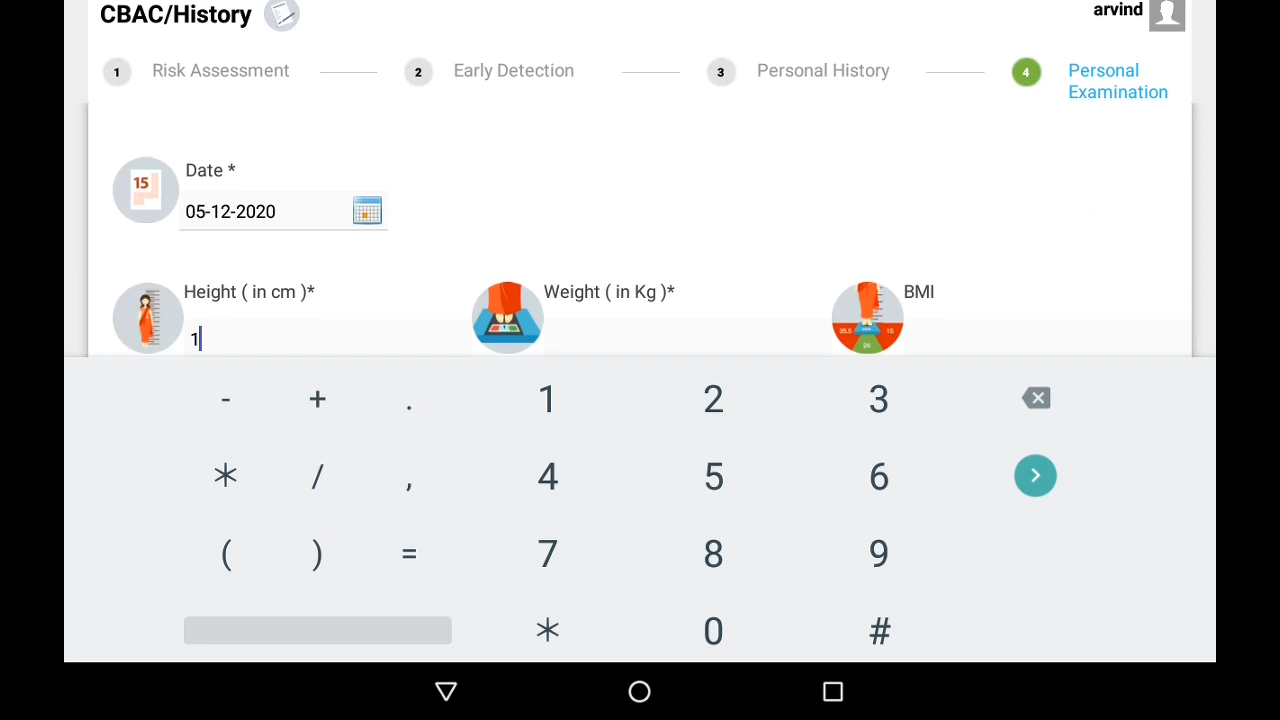 CBAC/History
arvind
1 Risk Assessment 2 Early Detection 3 Personal History 4 Personal Examination
15
Date *
05-12-2020
Height ( in cm )* Weight ( in Kg )* BMI
1
15
24
- + . 1 2 3
* / , 4 5 6
( ) = 7 8 9
* 0 #